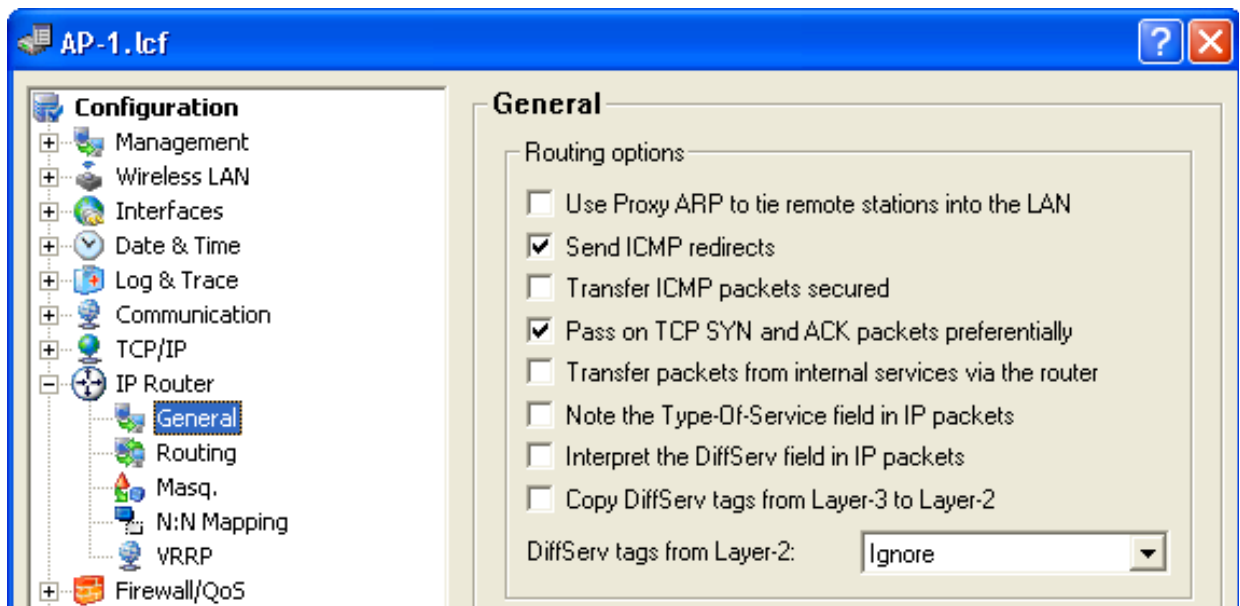 AP-1.lcf
Configuration
Management
Wireless LAN
Interfaces
Date & Time
Log & Trace
Communication
TCP/IP
IP Router
General
Routing
Masq.
N:N Mapping
VRRP
Firewall/QoS
General
Routing options
Use Proxy ARP to tie remote stations into the LAN
Send ICMP redirects
Transfer ICMP packets secured
Pass on TCP SYN and ACK packets preferentially
Transfer packets from internal services via the router
Note the Type-Of-Service field in IP packets
Interpret the DiffServ field in IP packets
Copy DiffServ tags from Layer-3 to Layer-2
DiffServ tags from Layer-2: Ignore